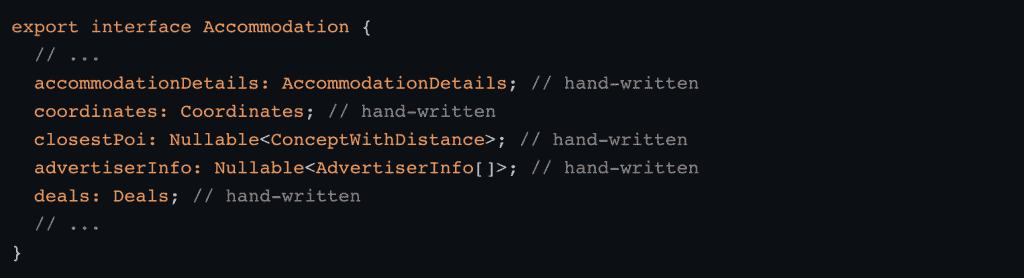 export interface Accommodation {
// ...
accommodationDetails: AccommodationDetails; // hand-written
coordinates: Coordinates; // hand-written
closestPoi: Nullable<ConceptWithDistance>; // hand-written
advertiserInfo: Nullable<AdvertiserInfo[]>; // hand-written
deals: Deals; // hand-written
// ...
}